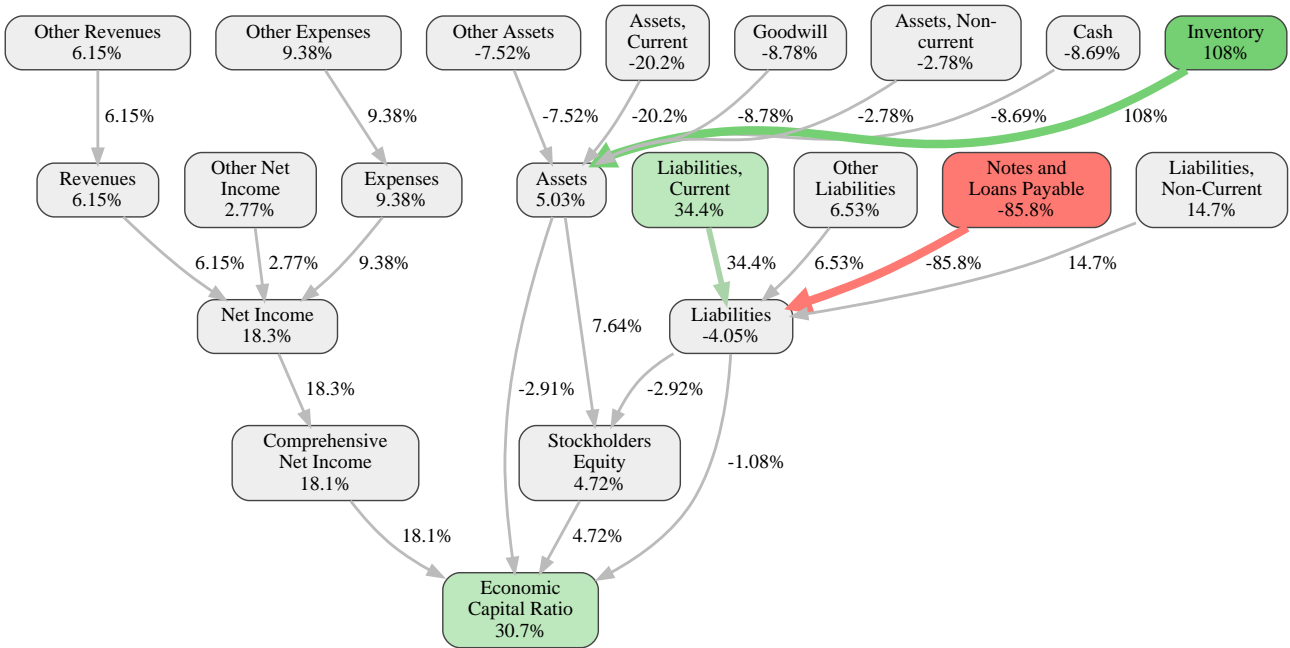 Other Revenues
6.15%
Other Expenses
9.38%
Other Assets
-7.52%
Assets,
Current
-20.2%
Goodwill
-8.78%
Assets, Non-
current
-2.78%
Cash
-8.69%
Inventory
108%
6.15%
9.38%
-7.52%
-20.2%
-8.78%
-2.78%
-8.69%
108%
Revenues
6.15%
Other Net
Income
2.77%
Expenses
9.38%
Assets
5.03%
Liabilities,
Current
34.4%
Other
Liabilities
6.53%
Notes and
Loans Payable
-85.8%
Liabilities,
Non-Current
14.7%
6.15%
2.77%
9.38%
34.4%
6.53%
-85.8%
14.7%
Net Income
18.3%
7.64%
Liabilities
-4.05%
18.3%
-2.91%
-2.92%
Comprehensive
Net Income
18.1%
Stockholders
Equity
4.72%
-1.08%
18.1%
4.72%
Economic
Capital Ratio
30.7%